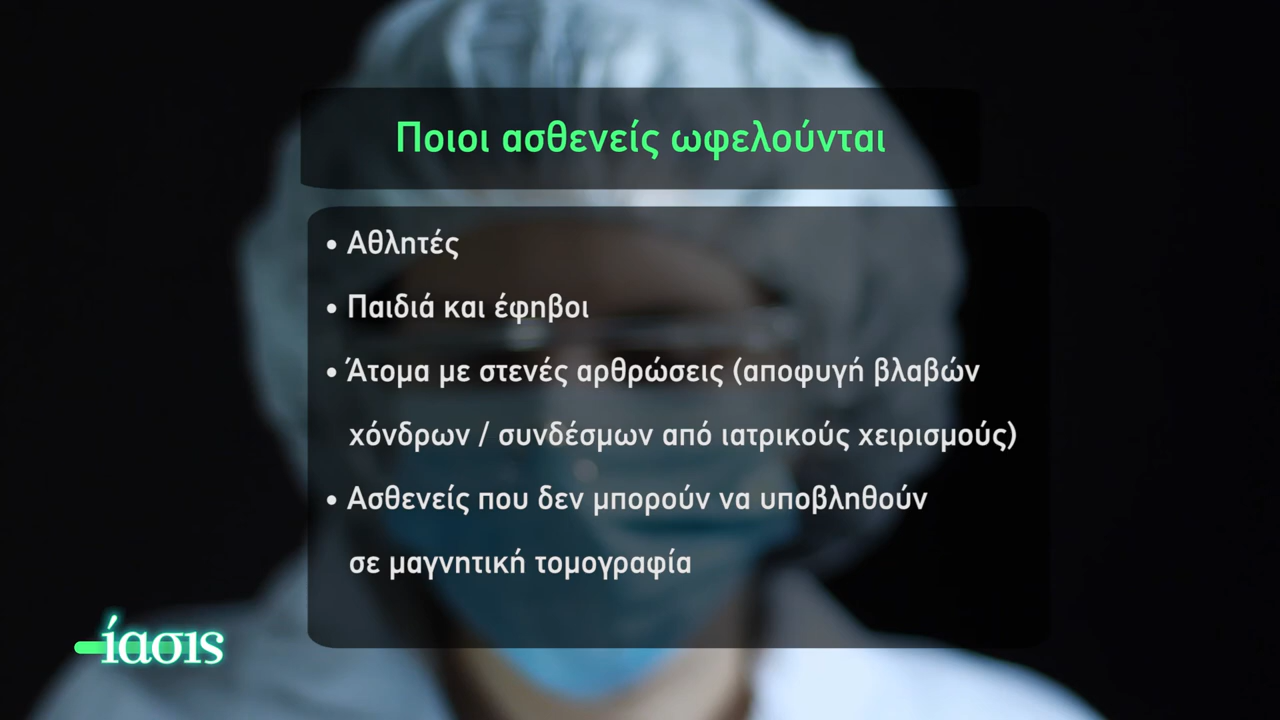 Ποιοι ασθενείς ωφελούνται
• Αθλητές
• Παιδιά και έφηβοι
• Άτομα με στενές αρθρώσεις (αποφυγή βλαβών
χόνδρων / συνδέσμων από ιατρικούς χειρισμούς)
• Ασθενείς που δεν μπορούν να υποβληθούν
σε μαγνητική τομογραφία
ίασις